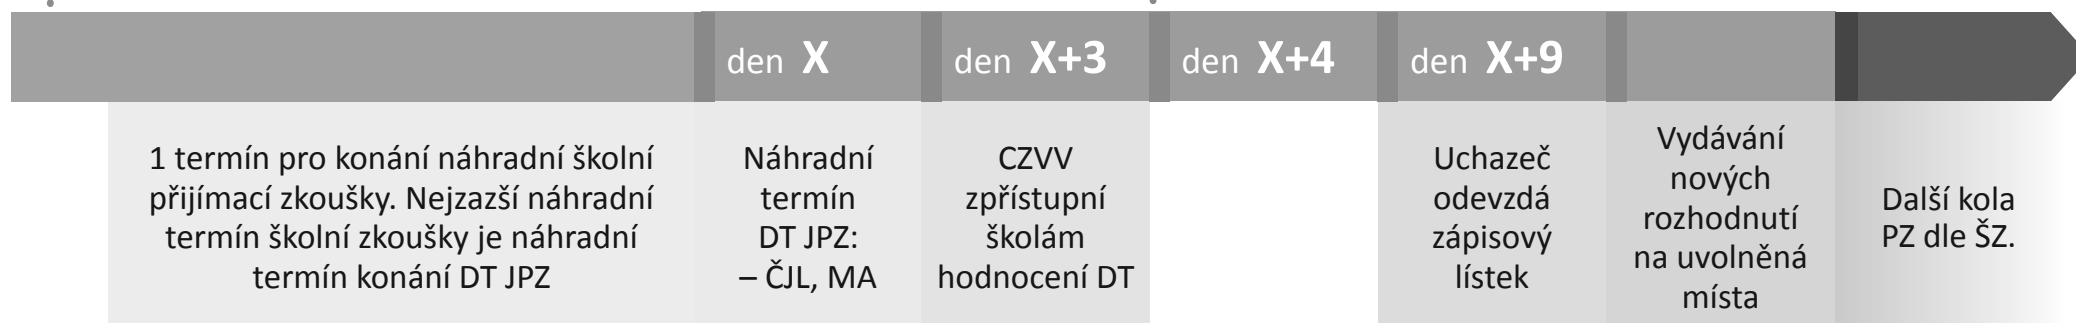 den X
den X+3
den X+4
den X+9
1 termín pro konání náhradní školní
přijímací zkoušky. Nejzazší náhradní
termín školní zkoušky je náhradní
termín konání DT JPZ
Náhradní
termín
DT JPZ:
– ČJL, MA
CZVV
zpřístupní
školám
hodnocení DT
Uchazeč
odevzdá
zápisový
lístek
Vydávání
nových
rozhodnutí
na uvolněná
místa
Další kola
PZ dle ŠZ.